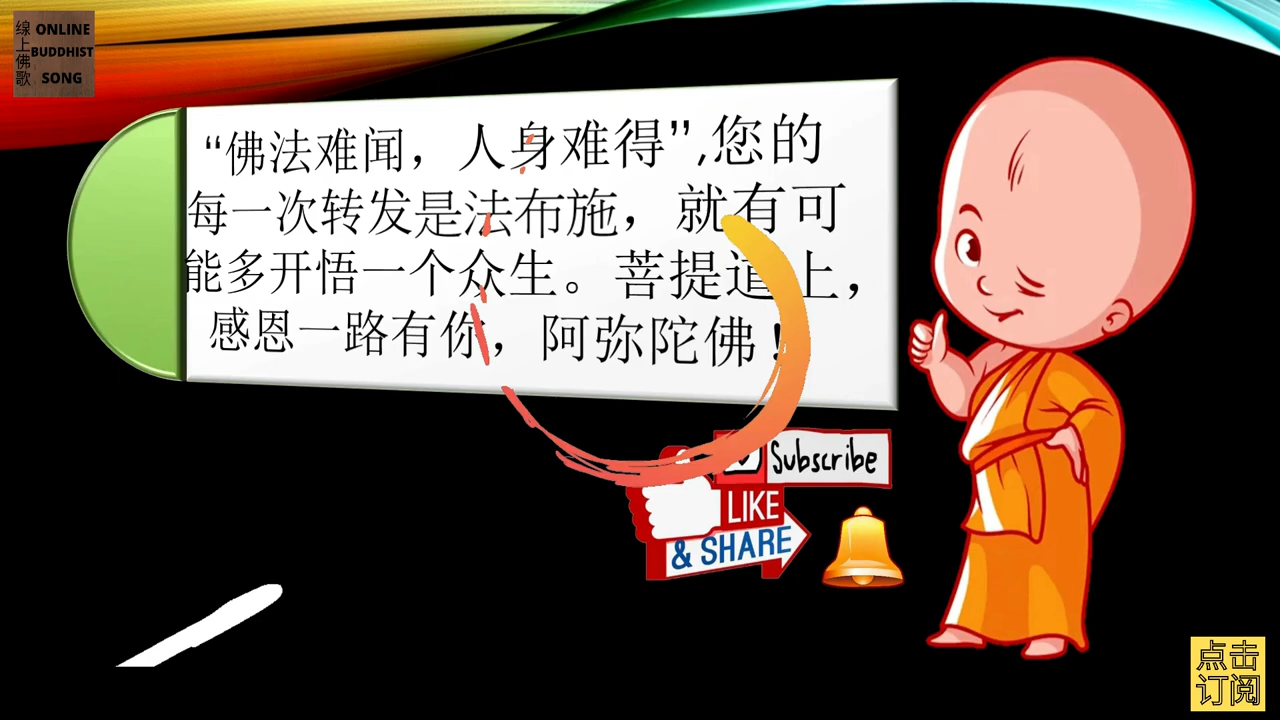 线上佛歌
ONLINE
BUDDHIST
SONG
“佛法难闻，人身难得”,您的
每一次转发是法布施，就有可
能多开悟一个众生。菩提道上，
感恩一路有你，阿弥陀佛！
Subscribe
LIKE
& SHARE
点击
订阅